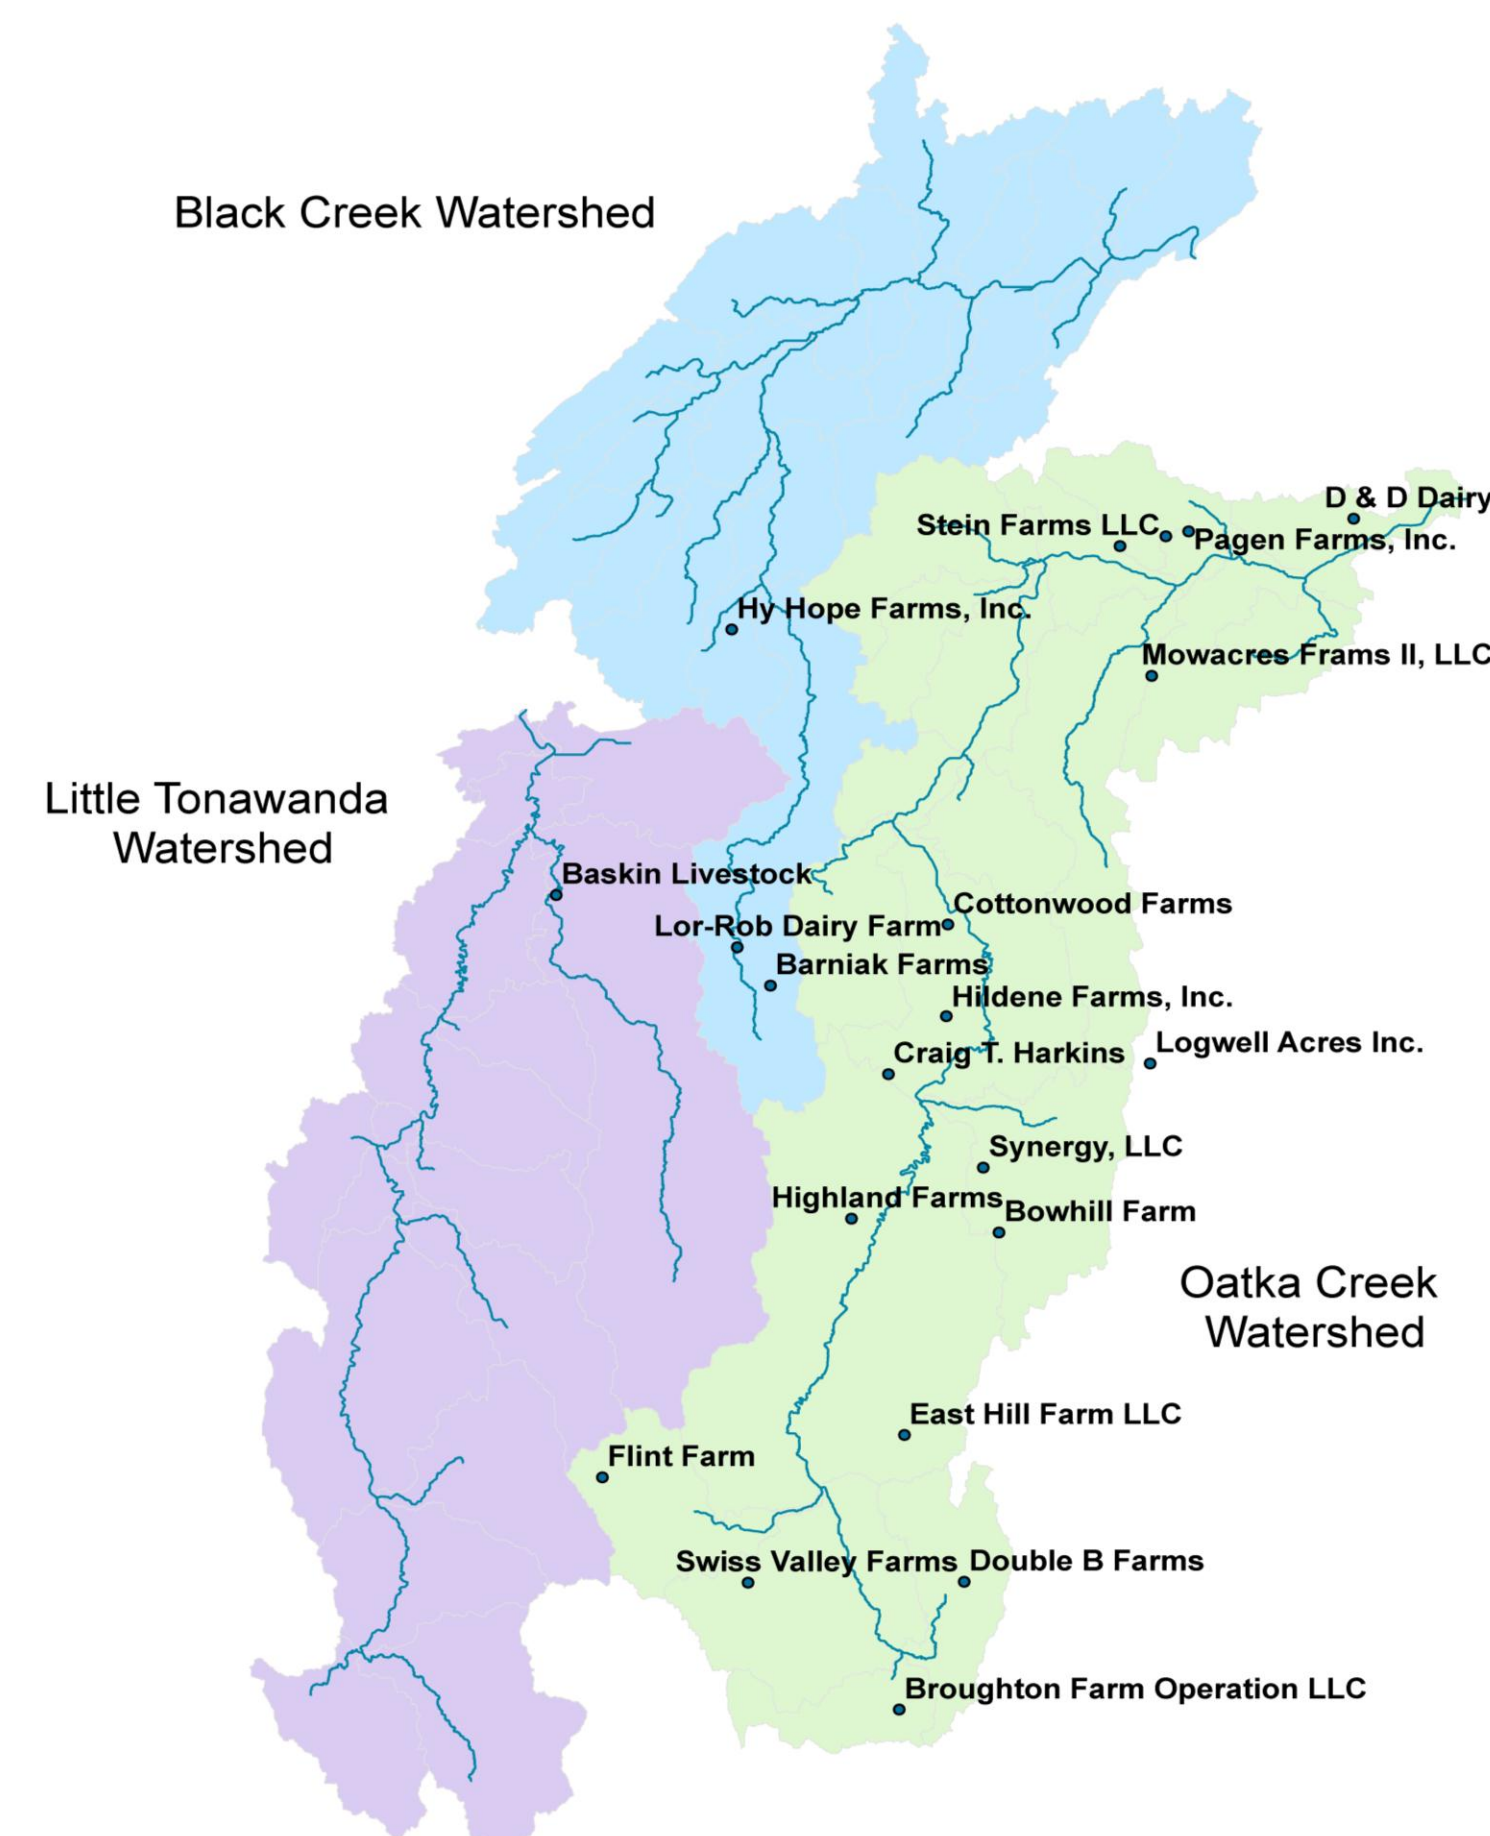 Black Creek Watershed
D & D Dairy
Stein Farms LLC
Pagen Farms, Inc.
Hy Hope Farms, Inc.
Mowacres Frams II, LLC
Little Tonawanda
Watershed
Baskin Livestock
Cottonwood Farms
Lor-Rob Dairy Farm
Barniak Farms
Hildene Farms, Inc.
Logwell Acres Inc.
Craig T. Harkins
Synergy, LLC
Highland Farms
Bowhill Farm
Oatka Creek
Watershed
East Hill Farm LLC
Flint Farm
Swiss Valley Farms
Double B Farms
Broughton Farm Operation LLC